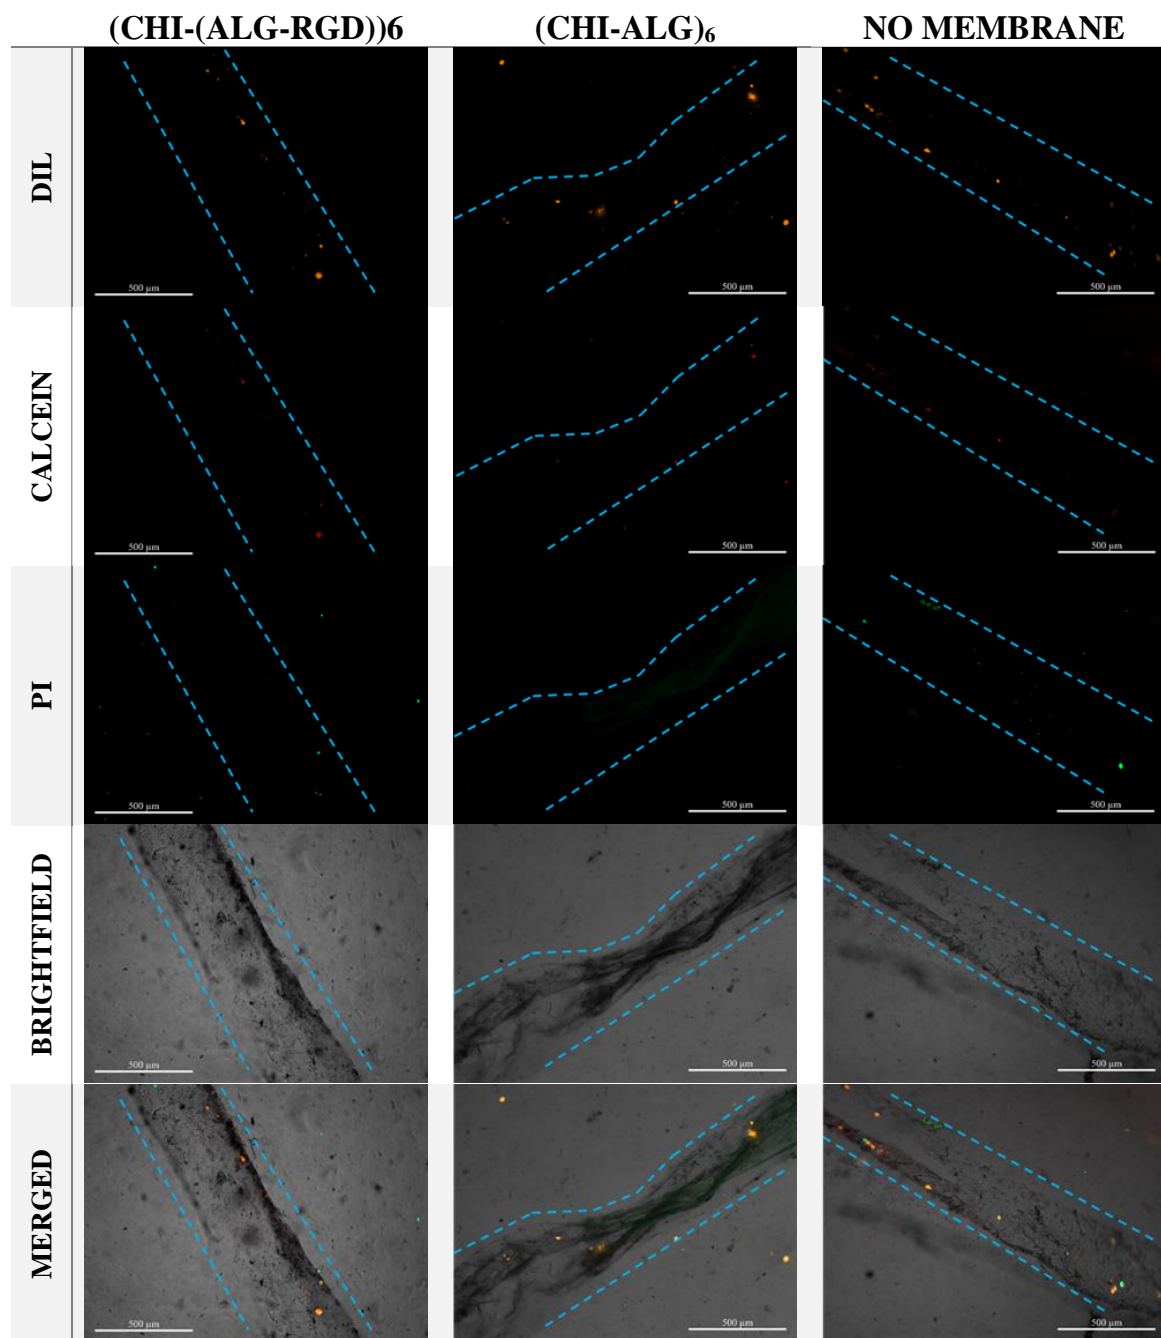 (CHI-(ALG-RGD))6 (CHI-ALG)₆ NO MEMBRANE
DIL
500 µm 500 µm 500 µm
CALCEIN
500 µm 500 µm 500 µm
PI
500 µm 500 µm 500 µm
BRIGHTFIELD
500 µm 500 µm 500 µm
MERGED
500 µm 500 µm 500 µm